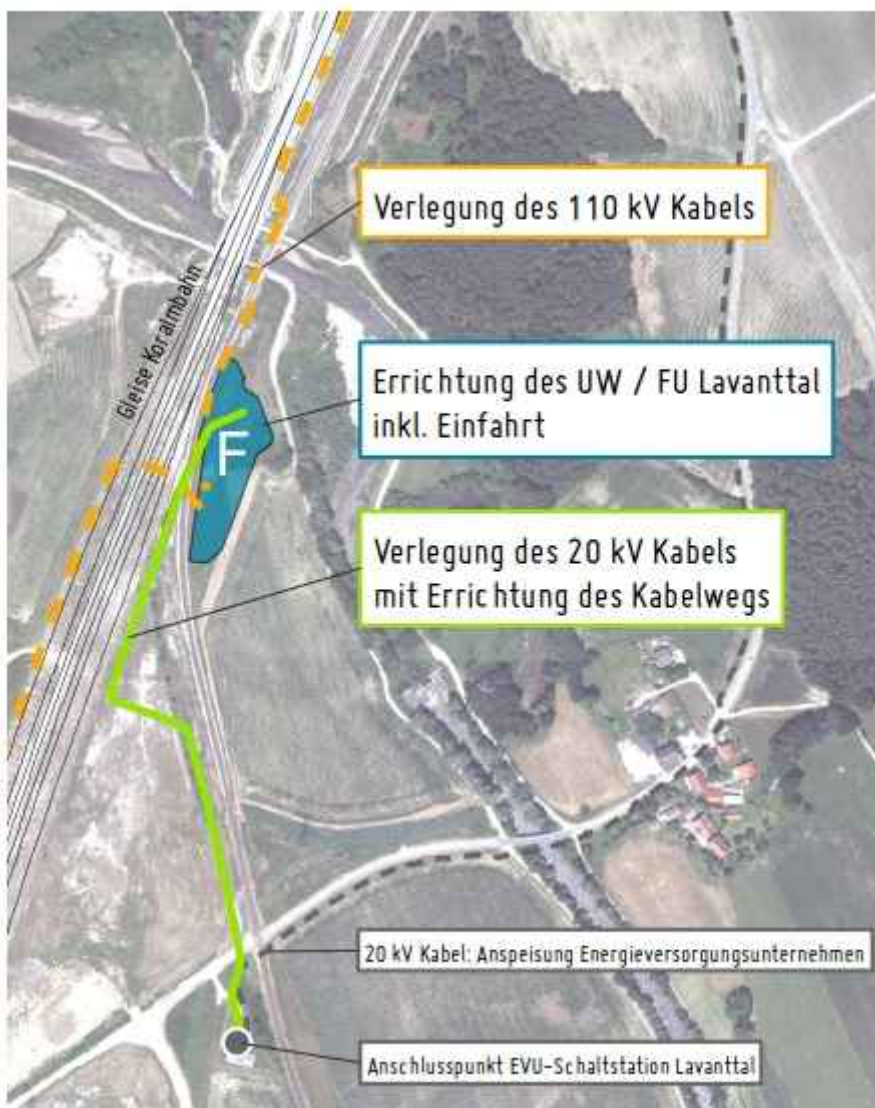 Verlegung des 110 kV Kabels
Gleise Koralmbahn
Errichtung des UW / FU Lavanttal
inkl. Einfahrt
F
Verlegung des 20 kV Kabels
mit Errichtung des Kabelwegs
20 kV Kabel: Anspeisung Energieversorgungsunternehmen
Anschlusspunkt EVU-Schaltstation Lavanttal